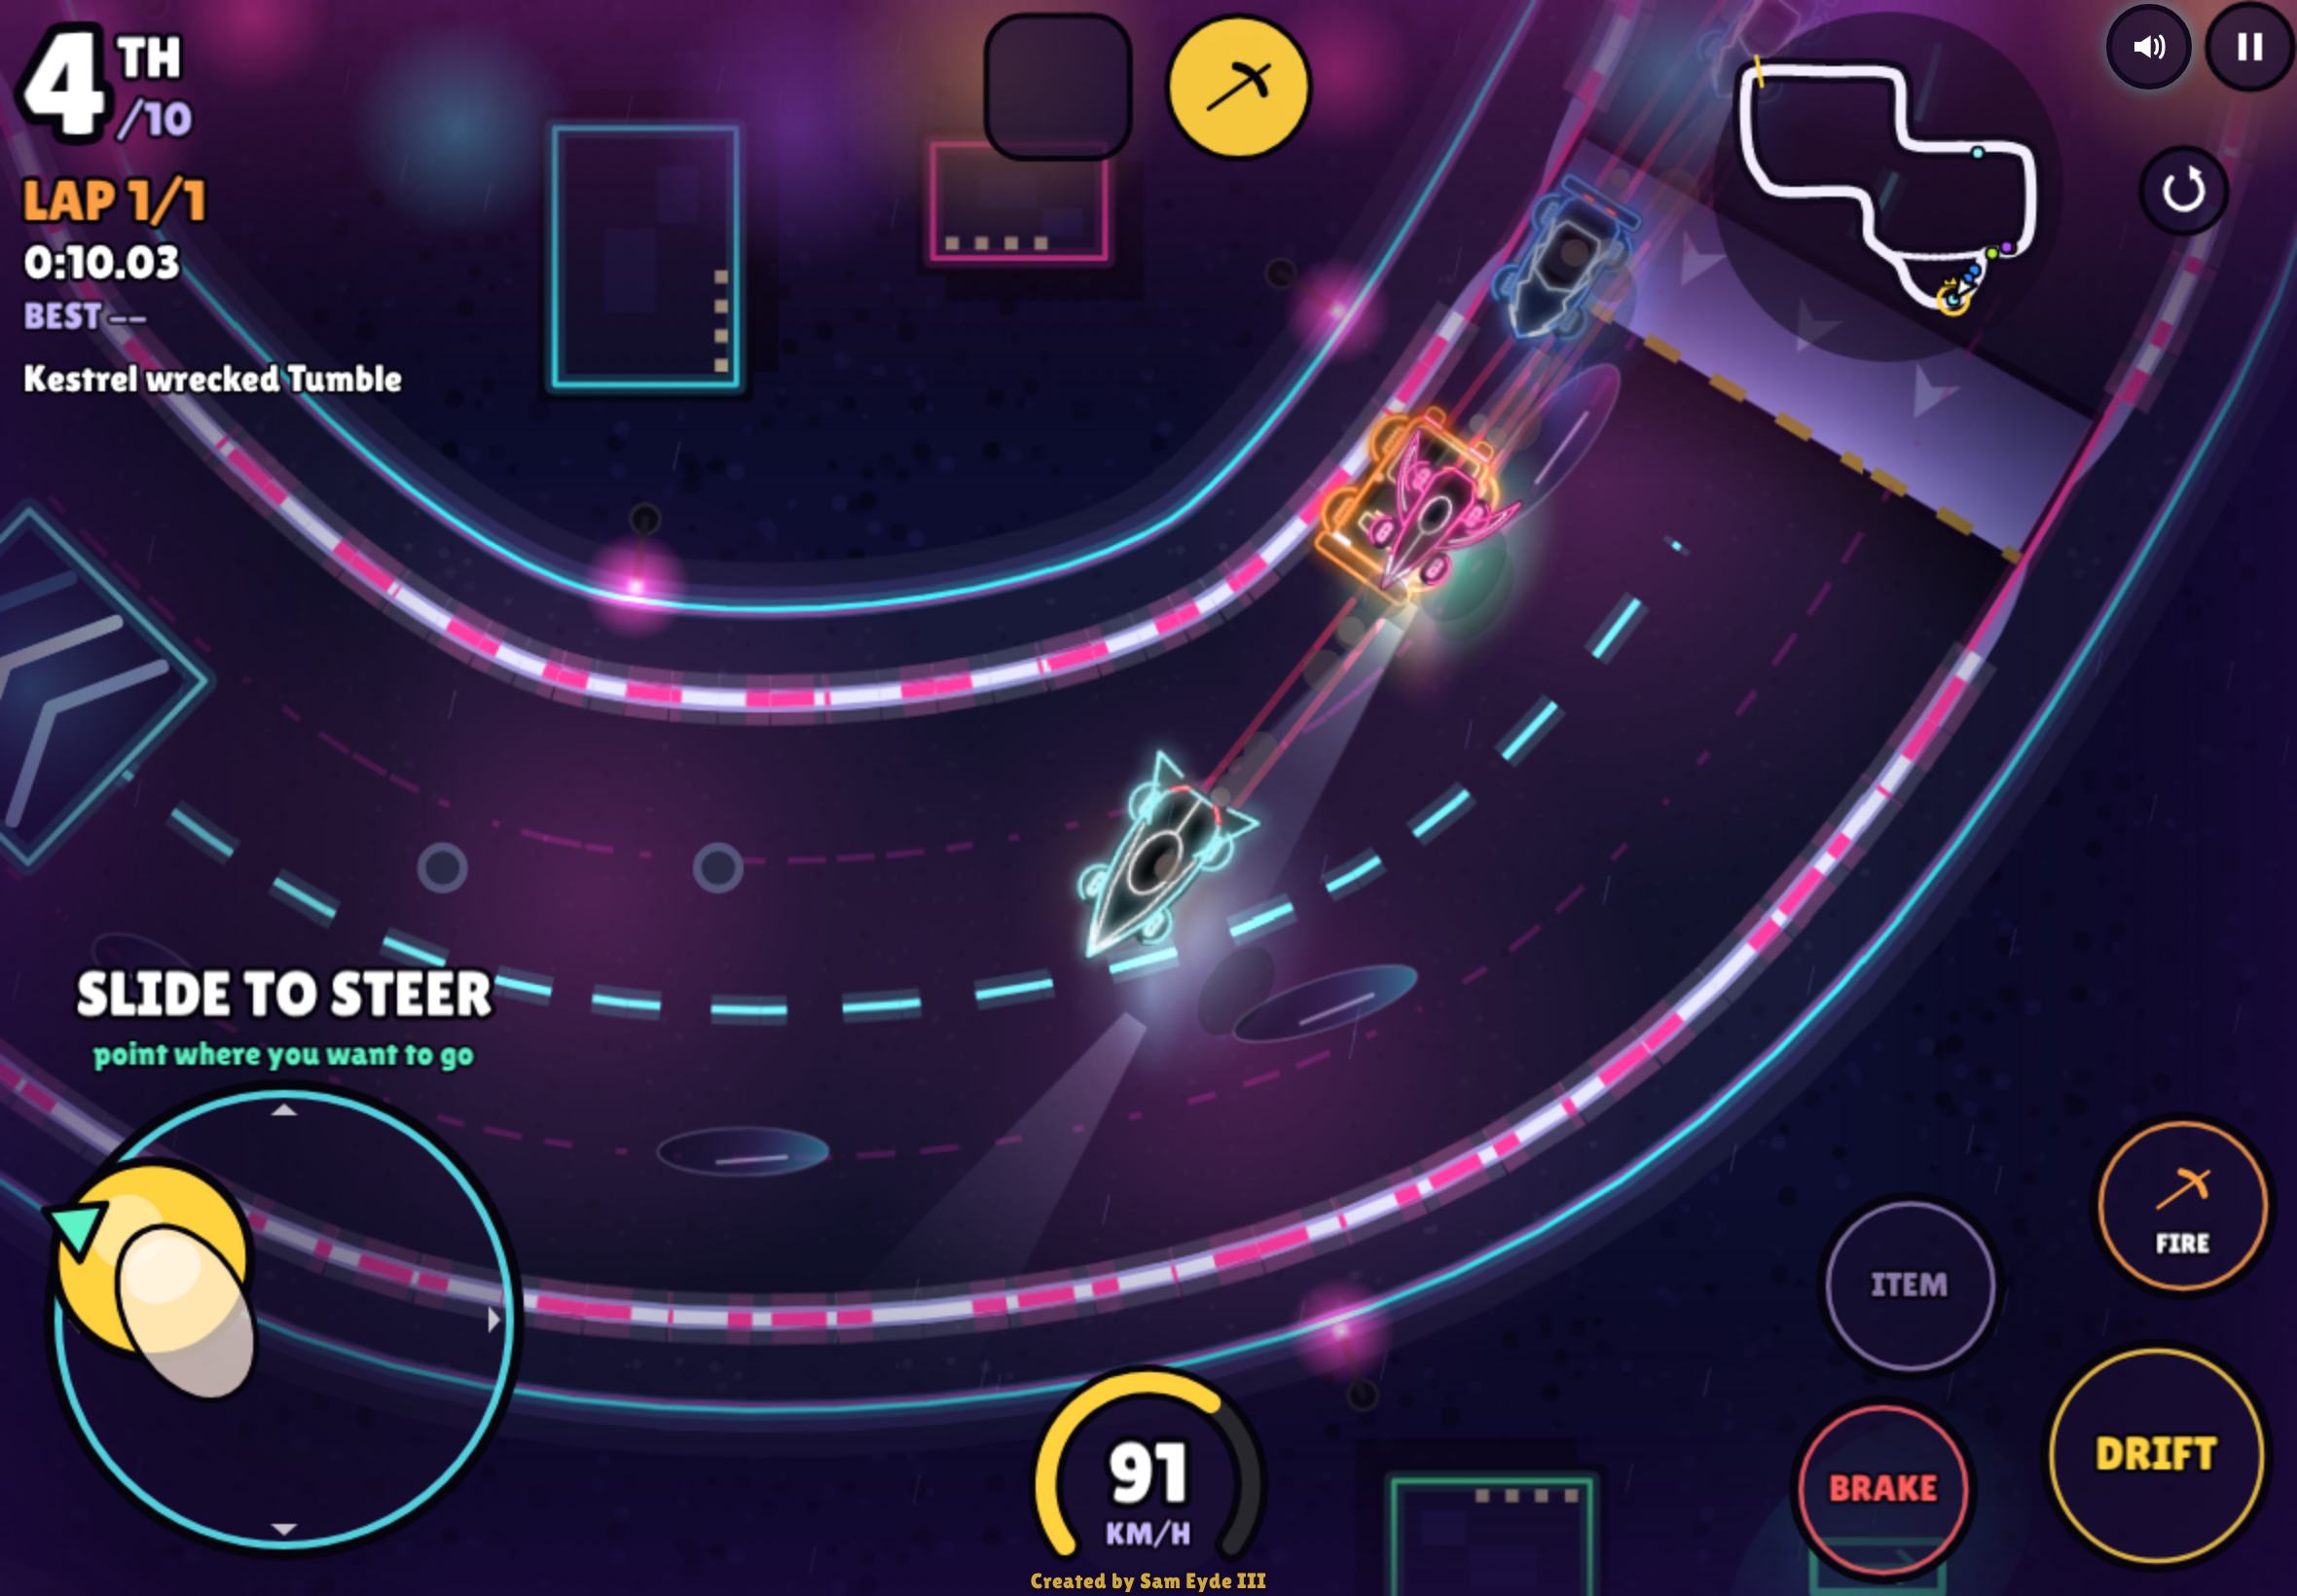 4TH
/10
LAP 1/1
0:10.03
BEST --
Kestrel wrecked Tumble
SLIDE TO STEER
point where you want to go
FIRE
ITEM
BRAKE
DRIFT
91
KM/H
Created by Sam Eyde III